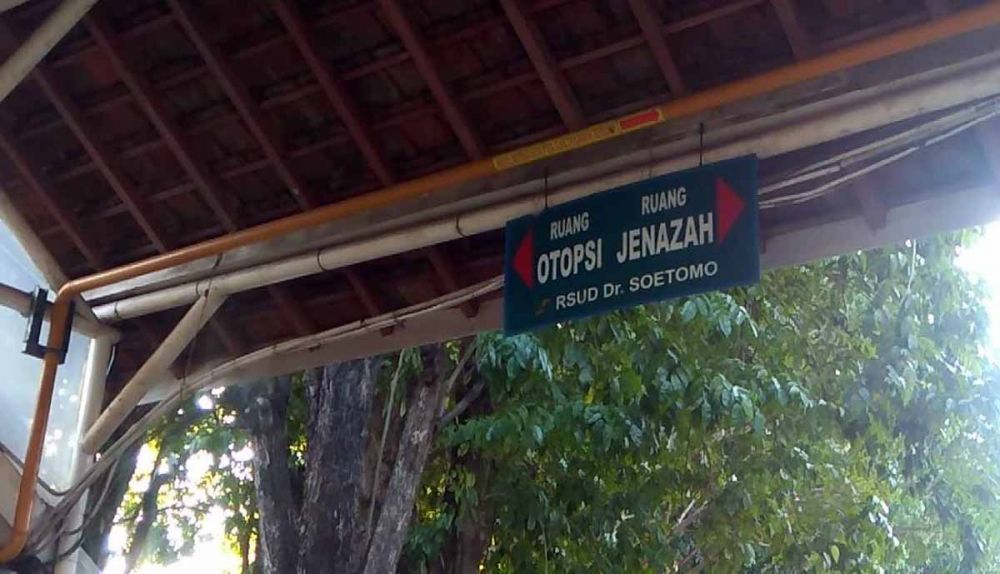 RUANG RUANG
OTOPSI JENAZAH
RSUD Dr. SOETOMO